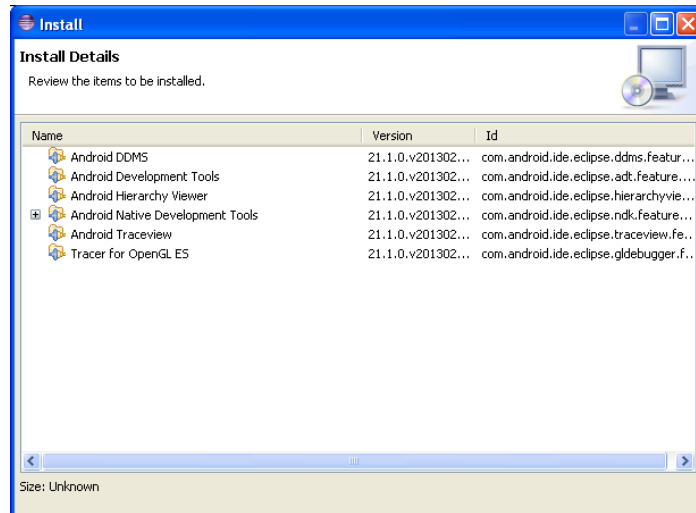 Install
Install Details
Review the items to be installed.
Name Version Id
Android DDMS 21.1.0.v201302... com.android.ide.eclipse.ddms.featur...
Android Development Tools 21.1.0.v201302... com.android.ide.eclipse.adt.feature....
Android Hierarchy Viewer 21.1.0.v201302... com.android.ide.eclipse.hierarchyvie...
Android Native Development Tools 21.1.0.v201302... com.android.ide.eclipse.ndk.feature...
Android Traceview 21.1.0.v201302... com.android.ide.eclipse.traceview.fe..
Tracer for OpenGL ES 21.1.0.v201302... com.android.ide.eclipse.gldebugger.f..
Size: Unknown